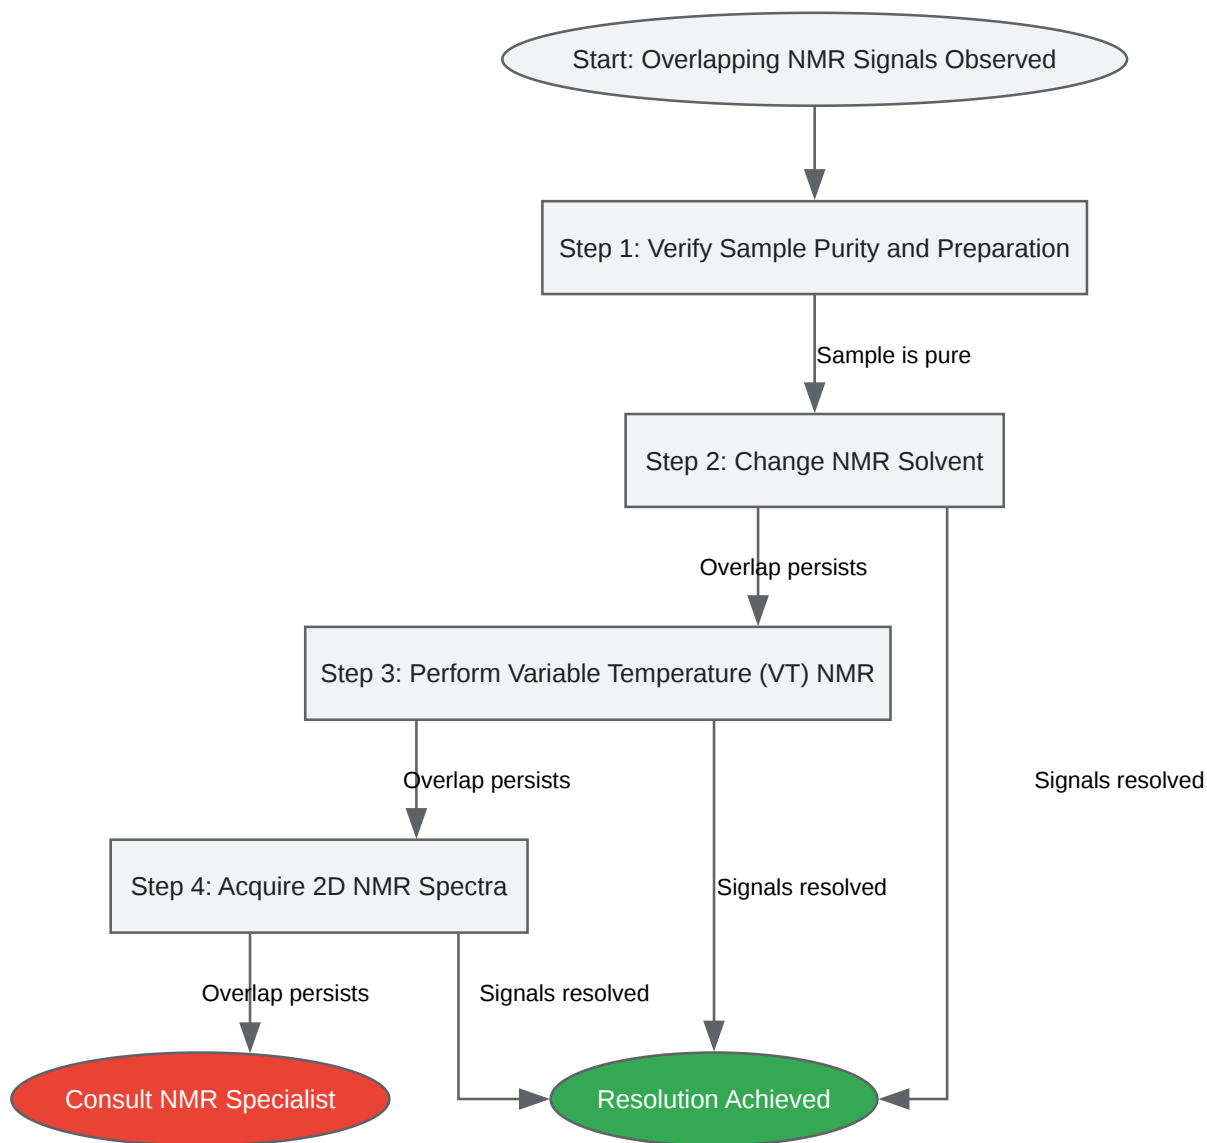 Start: Overlapping NMR Signals Observed
Step 1: Verify Sample Purity and Preparation
Sample is pure
Step 2: Change NMR Solvent
Overlap persists
Step 3: Perform Variable Temperature (VT) NMR
Overlap persists
Signals resolved
Step 4: Acquire 2D NMR Spectra
Signals resolved
Overlap persists
Signals resolved
Consult NMR Specialist
Resolution Achieved